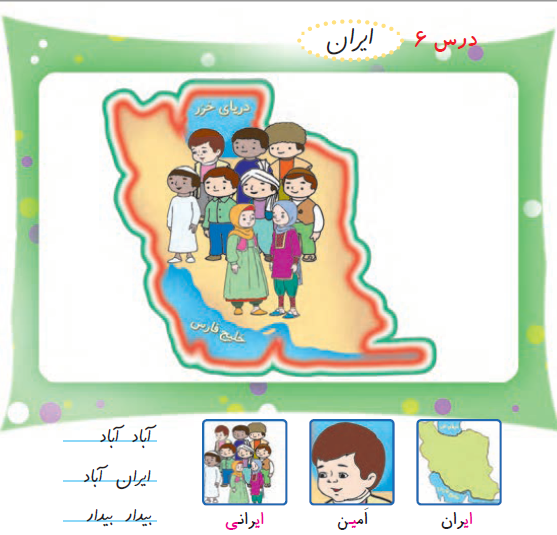 درس ۶ ایران
دریای خزر
خلیج فارس
ایران اَمین ایرانی
آباد آباد
ایران آباد
بیدار بیدار